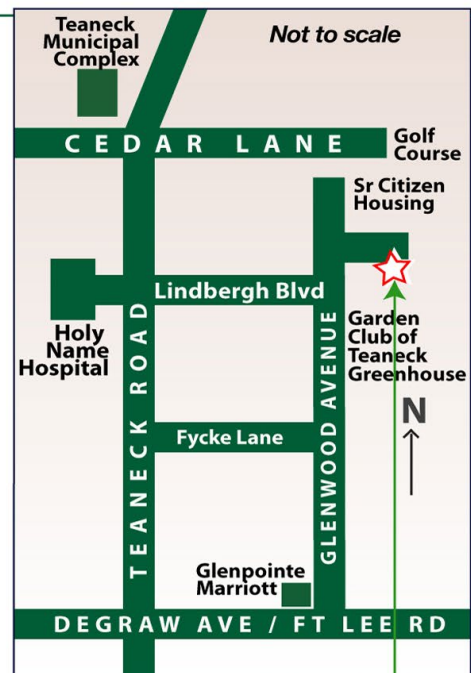 Teaneck
Municipal
Complex
Not to scale
CEDAR LANE
Golf
Course
Sr Citizen
Housing
Lindbergh Blvd
Holy
Name
Hospital
Garden
Club of
Teaneck
Greenhouse
TEANECK ROAD
GLENWOOD AVENUE
N
Fycke Lane
Glenpointe
Marriott
DEGRAW AVE / FT LEE RD